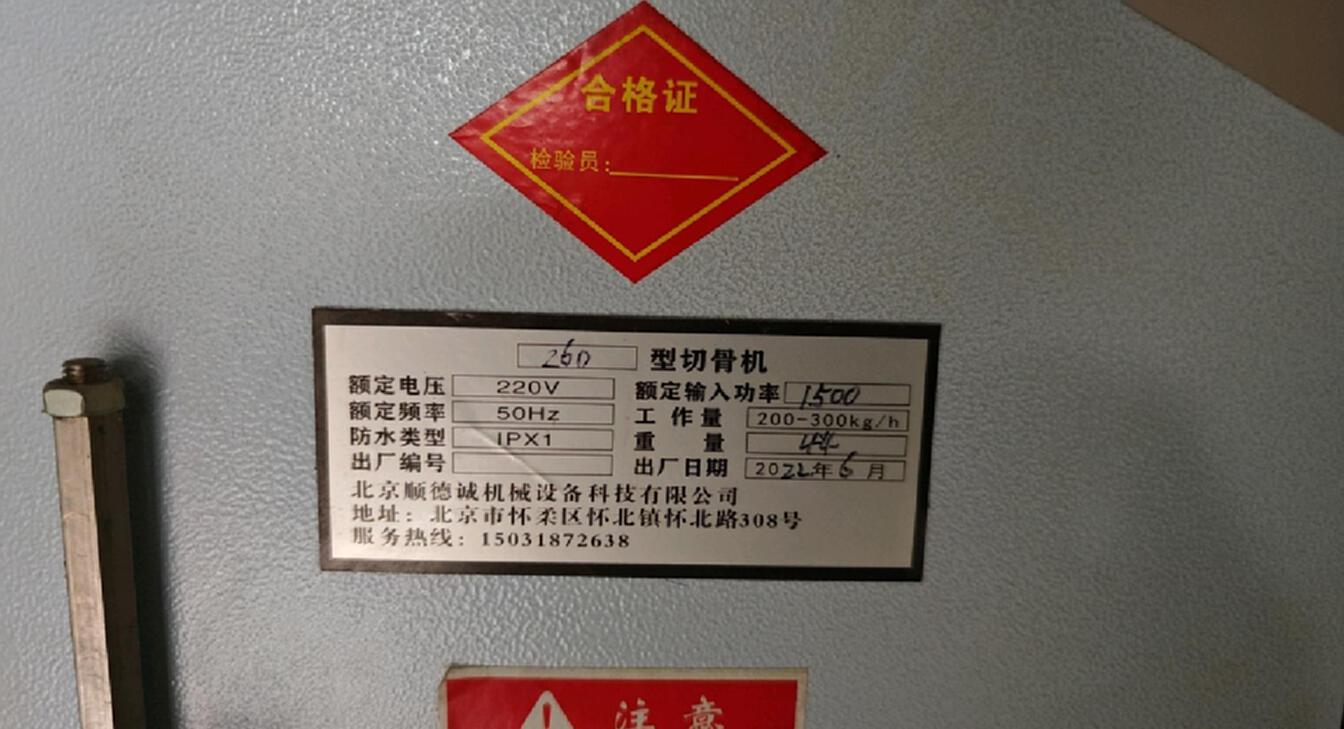 合格证
检验员:
260 型切骨机
额定电压 220V 额定输入功率 1500
额定频率 50Hz 工作量 200-300kg/h
防水类型 IPX1 重量 44
出厂编号 出厂日期 2022年6月
北京顺德诚机械设备科技有限公司
地址：北京市怀柔区怀北镇怀北路308号
服务热线：15031872638
注意